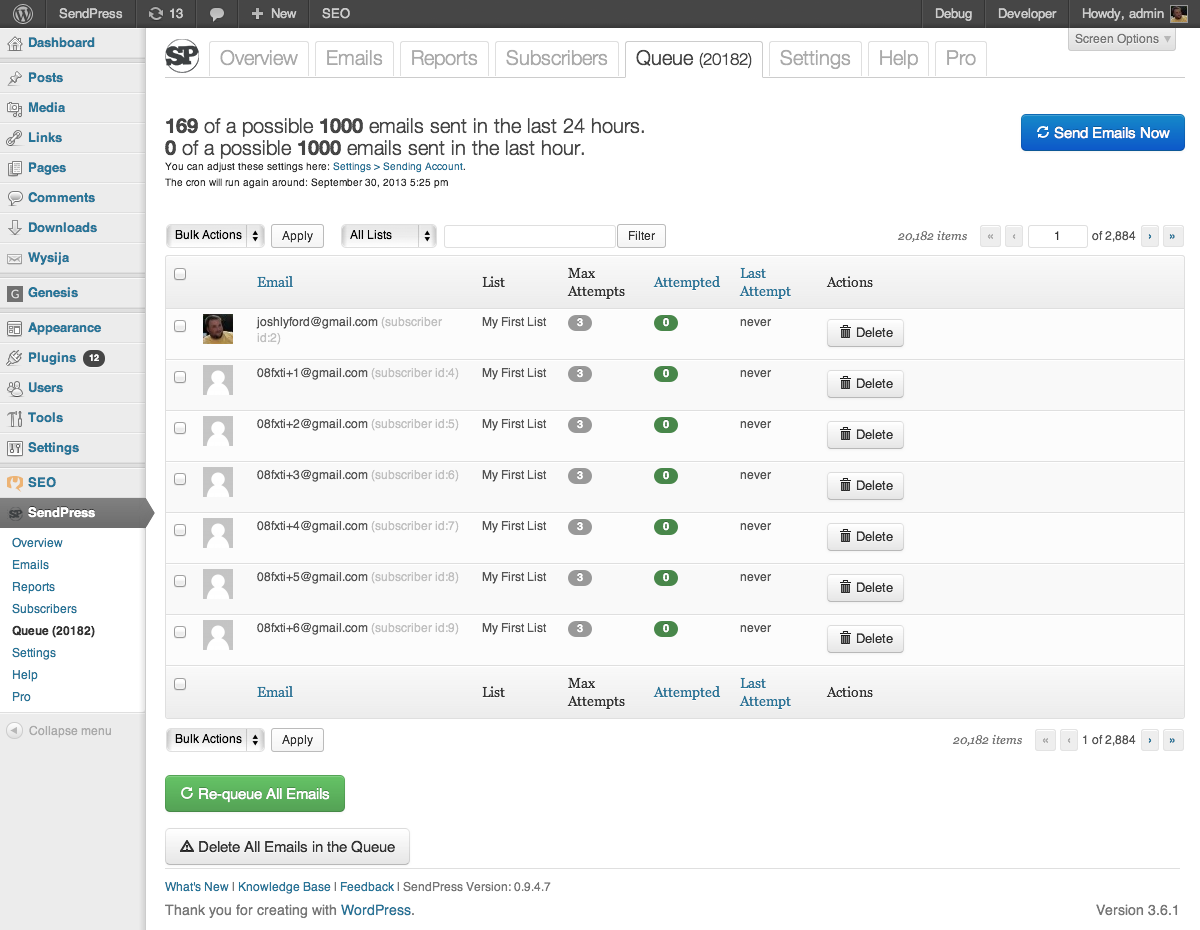 SendPress 13 + New SEO Debug Developer Howdy, admin
Screen Options ▼
Dashboard
Posts
Media
Links
Pages
Comments
Downloads
Wysija
G Genesis
Appearance
Plugins 12
Users
Tools
Settings
SEO
SP SendPress
Overview
Emails
Reports
Subscribers
Queue (20182)
Settings
Help
Pro
Collapse menu
SP Overview Emails Reports Subscribers Queue (20182) Settings Help Pro
169 of a possible 1000 emails sent in the last 24 hours.
0 of a possible 1000 emails sent in the last hour.
You can adjust these settings here: Settings > Sending Account.
The cron will run again around: September 30, 2013 5:25 pm
Send Emails Now
Bulk Actions Apply All Lists Filter 20,182 items « ‹ 1 of 2,884 › »
Email List Max Attempts Attempted Last Attempt Actions
joshlyford@gmail.com (subscriber id:2) My First List 3 0 never Delete
08fxti+1@gmail.com (subscriber id:4) My First List 3 0 never Delete
08fxti+2@gmail.com (subscriber id:5) My First List 3 0 never Delete
08fxti+3@gmail.com (subscriber id:6) My First List 3 0 never Delete
08fxti+4@gmail.com (subscriber id:7) My First List 3 0 never Delete
08fxti+5@gmail.com (subscriber id:8) My First List 3 0 never Delete
08fxti+6@gmail.com (subscriber id:9) My First List 3 0 never Delete
Email List Max Attempts Attempted Last Attempt Actions
Bulk Actions Apply 20,182 items « ‹ 1 of 2,884 › »
Re-queue All Emails
Delete All Emails in the Queue
What's New | Knowledge Base | Feedback | SendPress Version: 0.9.4.7
Thank you for creating with WordPress. Version 3.6.1